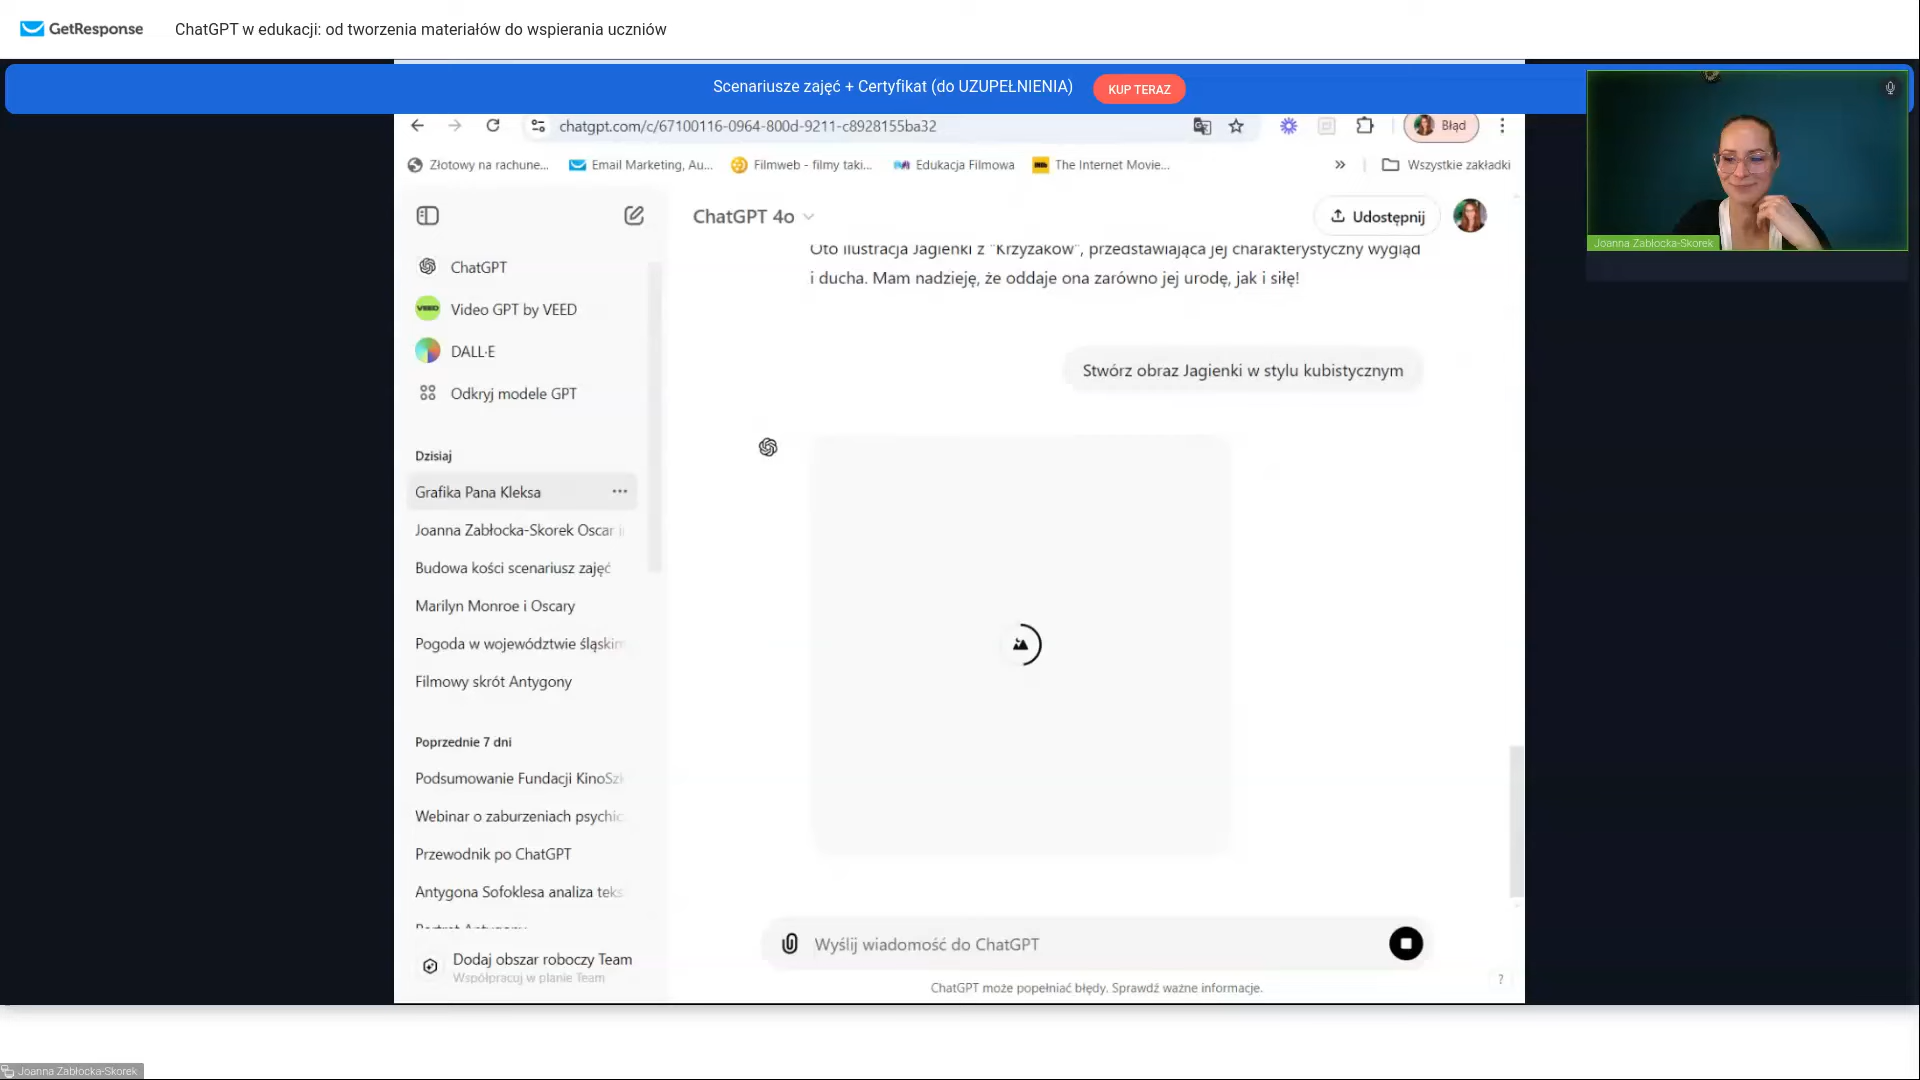 GetResponse
ChatGPT w edukacji: od tworzenia materiałów do wspierania uczniów
Scenariusze zajęć + Certyfikat (do UZUPEŁNIENIA)
KUP TERAZ
chatgpt.com/c/67100116-0964-800d-9211-c8928155ba32
Błąd
Złotowy na rachune...
Email Marketing, Au...
Filmweb - filmy taki...
Edukacja Filmowa
The Internet Movie...
»
Wszystkie zakładki
ChatGPT 4o
Udostępnij
Joanna Zabłocka-Skorek
ChatGPT
VEED
Video GPT by VEED
DALL·E
Odkryj modele GPT
Dzisiaj
Grafika Pana Kleksa
Joanna Zabłocka-Skorek Oscar
Budowa kości scenariusz zajęć
Marilyn Monroe i Oscary
Pogoda w województwie śląskim
Filmowy skrót Antygony
Poprzednie 7 dni
Podsumowanie Fundacji KinoSzk
Webinar o zaburzeniach psychic
Przewodnik po ChatGPT
Antygona Sofoklesa analiza teks
Dodaj obszar roboczy Team
Współpracuj w planie Team
Oto ilustracja Jagienki z "Krzyżaków", przedstawiająca jej charakterystyczny wygląd
i ducha. Mam nadzieję, że oddaje ona zarówno jej urodę, jak i siłę!
Stwórz obraz Jagienki w stylu kubistycznym
Wyślij wiadomość do ChatGPT
ChatGPT może popełniać błędy. Sprawdź ważne informacje.
?
Joanna Zabłocka-Skorek